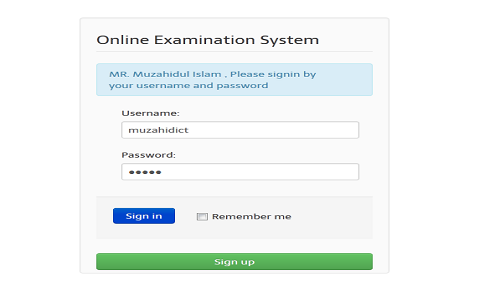 Online Examination System
MR. Muzahidul Islam , Please signin by
your username and password
Username:
muzahidict
Password:
●●●●●
Sign in
Remember me
Sign up